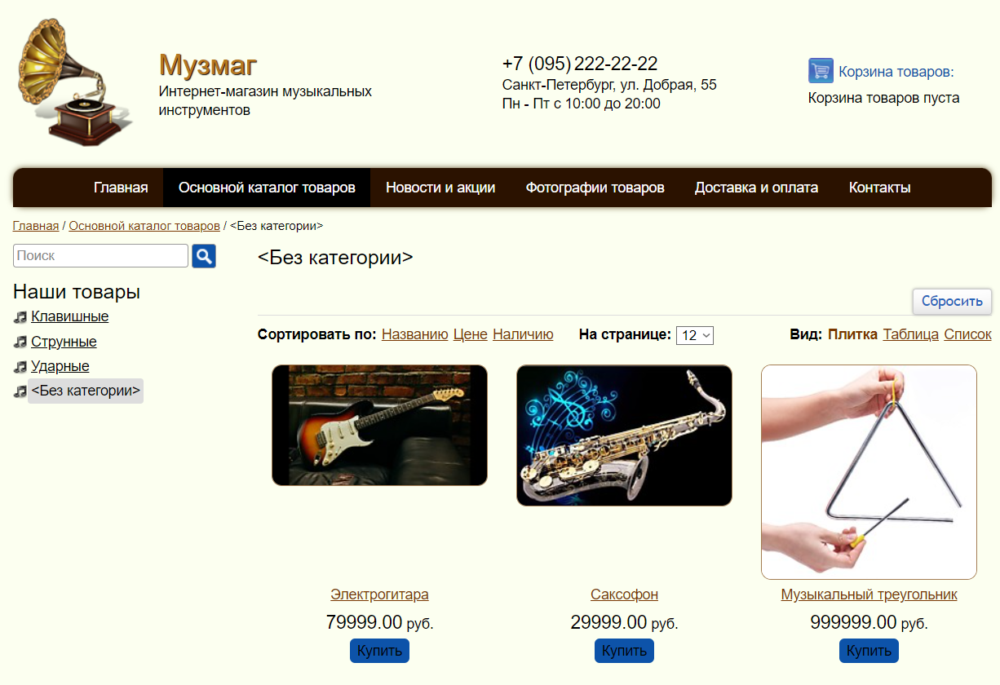 Музмаг
Интернет-магазин музыкальных
инструментов
+7 (095) 222-22-22
Санкт-Петербург, ул. Добрая, 55
Пн - Пт с 10:00 до 20:00
Корзина товаров:
Корзина товаров пуста
Главная Основной каталог товаров Новости и акции Фотографии товаров Доставка и оплата Контакты
Главная / Основной каталог товаров / <Без категории>
Поиск
Наши товары
Клавишные
Струнные
Ударные
<Без категории>
<Без категории>
Сбросить
Сортировать по: Названию Цене Наличию На странице: 12 Вид: Плитка Таблица Список
Электрогитара Саксофон Музыкальный треугольник
79999.00 руб. 29999.00 руб. 999999.00 руб.
Купить Купить Купить